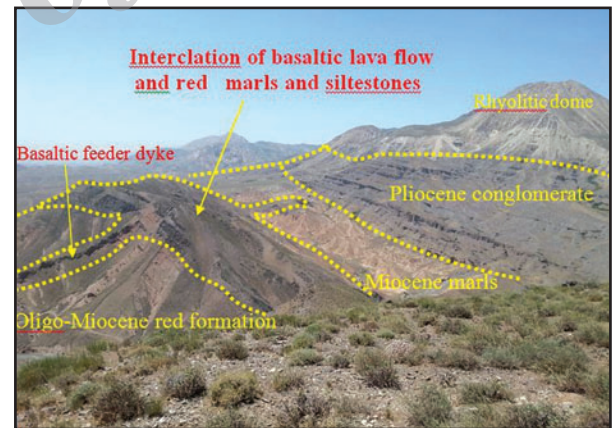 Interclation of basaltic lava flow
and red marls and siltestones
Rhyolitic dome
Basaltic feeder dyke
Pliocene conglomerate
Miocene marls
Oligo-Miocene red formation